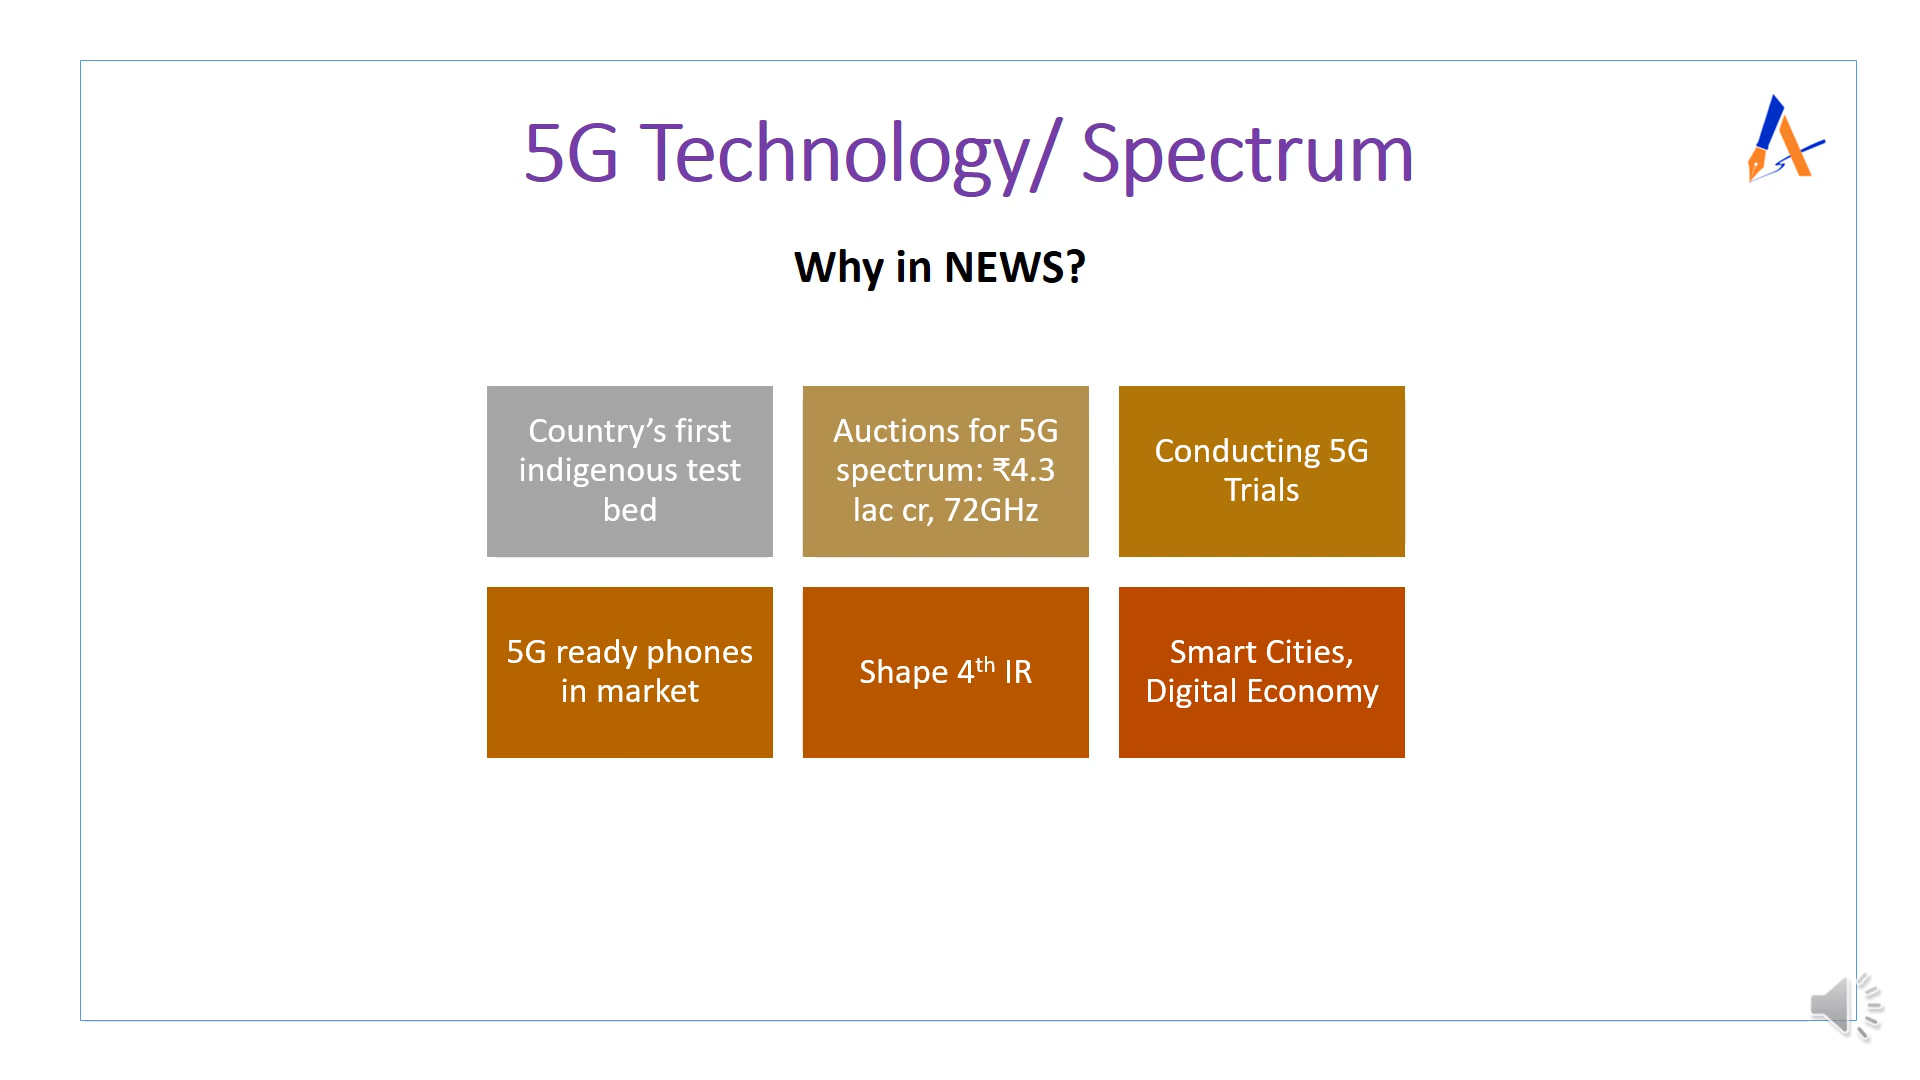 5G Technology/ Spectrum
Why in NEWS?
Country’s first
indigenous test
bed
Auctions for 5G
spectrum: ₹4.3
lac cr, 72GHz
Conducting 5G
Trials
5G ready phones
in market
Shape 4th IR
Smart Cities,
Digital Economy